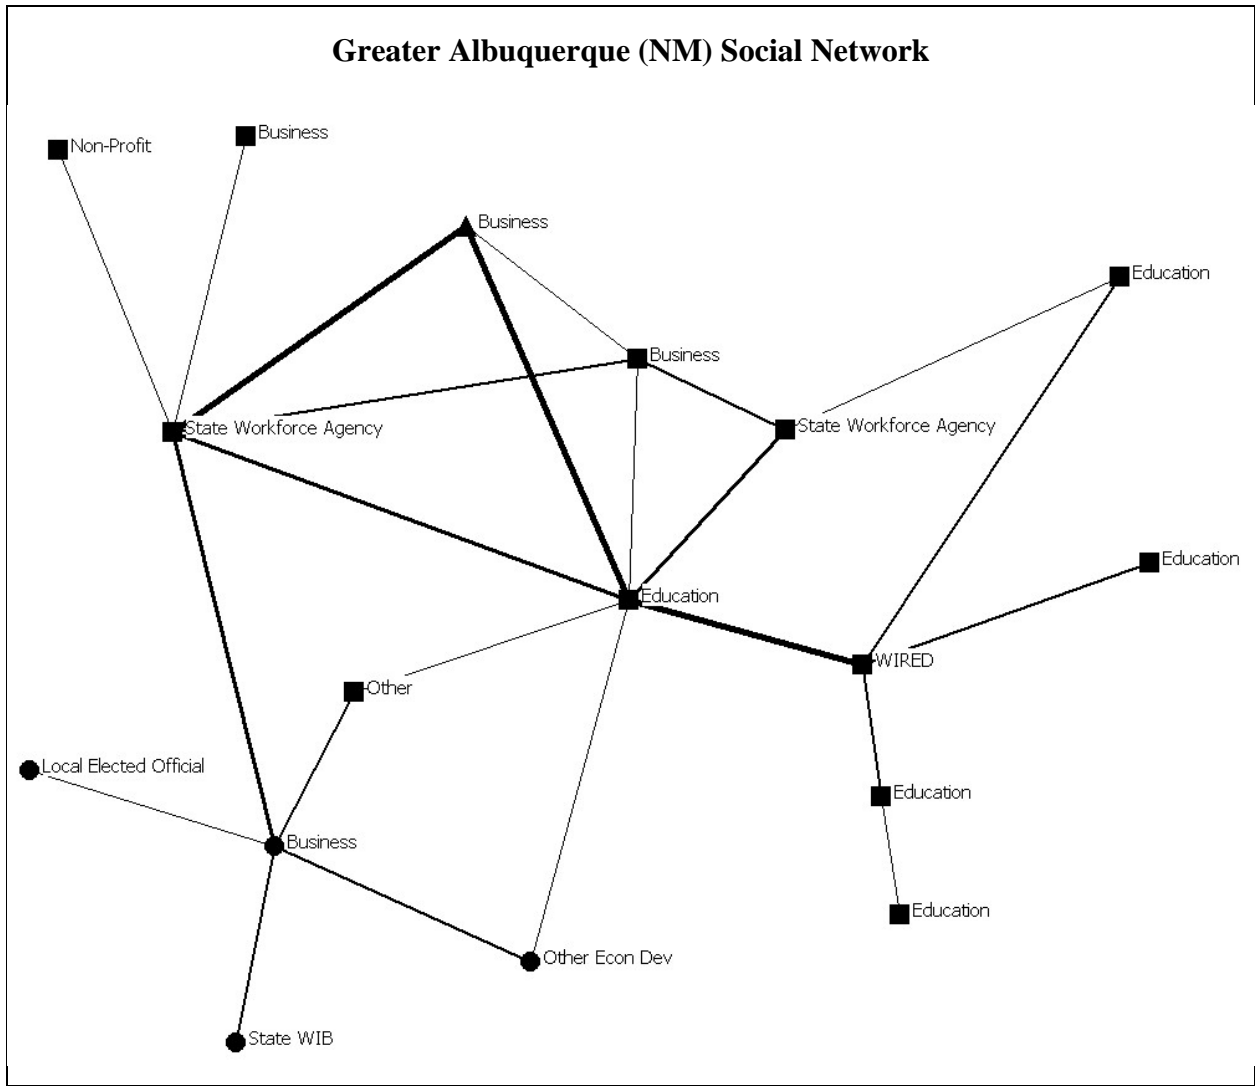 Greater Albuquerque (NM) Social Network
Non-Profit
Business
Business
Education
Business
State Workforce Agency
State Workforce Agency
Education
Education
WIRED
Other
Local Elected Official
Education
Business
Education
Other Econ Dev
State WIB